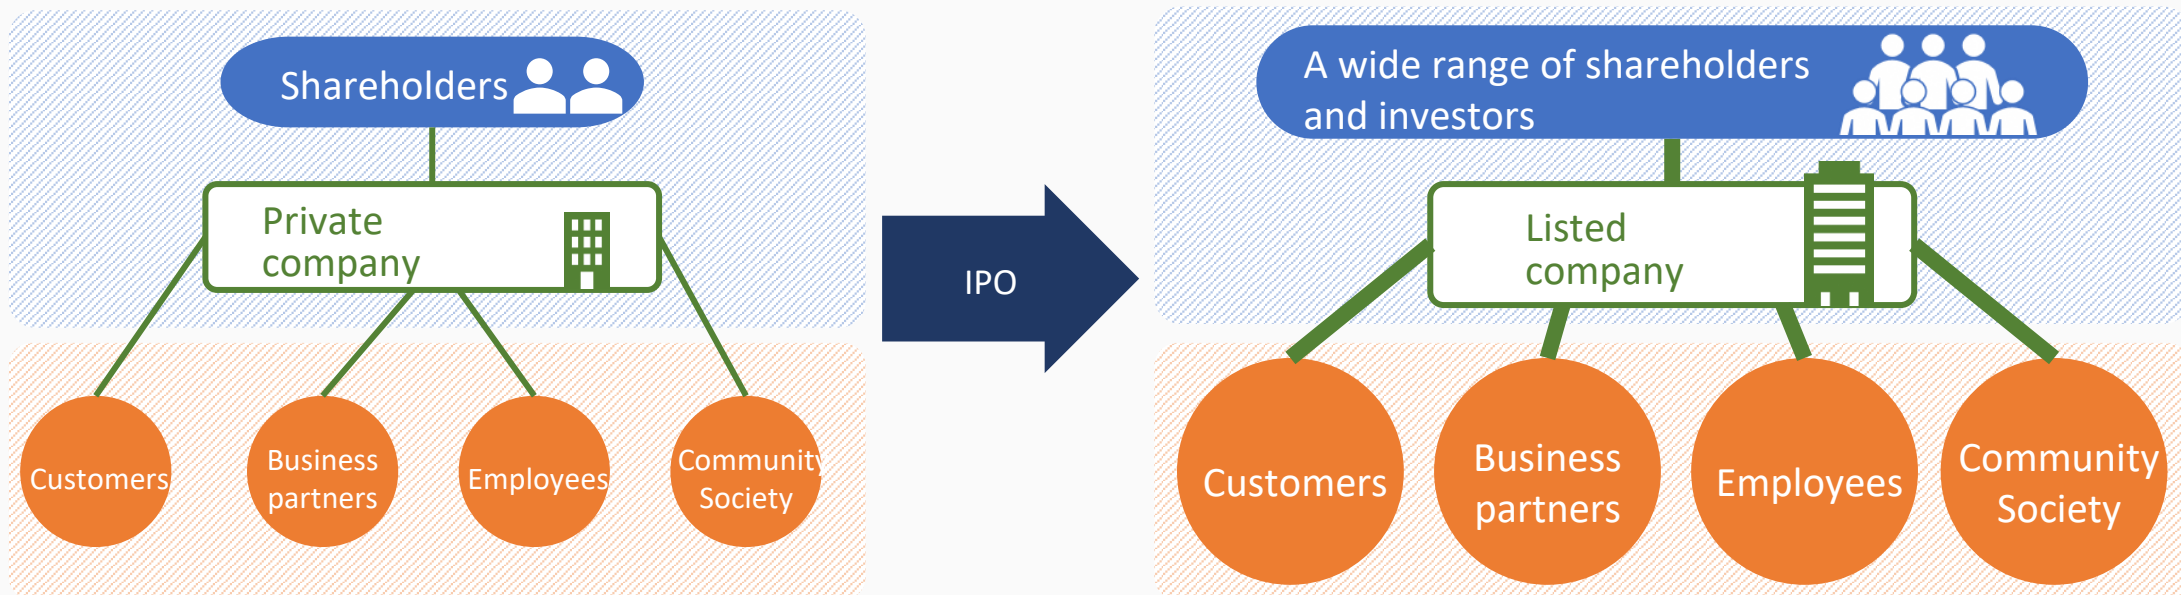 Shareholders
Private
company
Customers
Business
partners
Employees
Community
Society
IPO
A wide range of shareholders
and investors
Listed
company
Customers
Business
partners
Employees
Community
Society